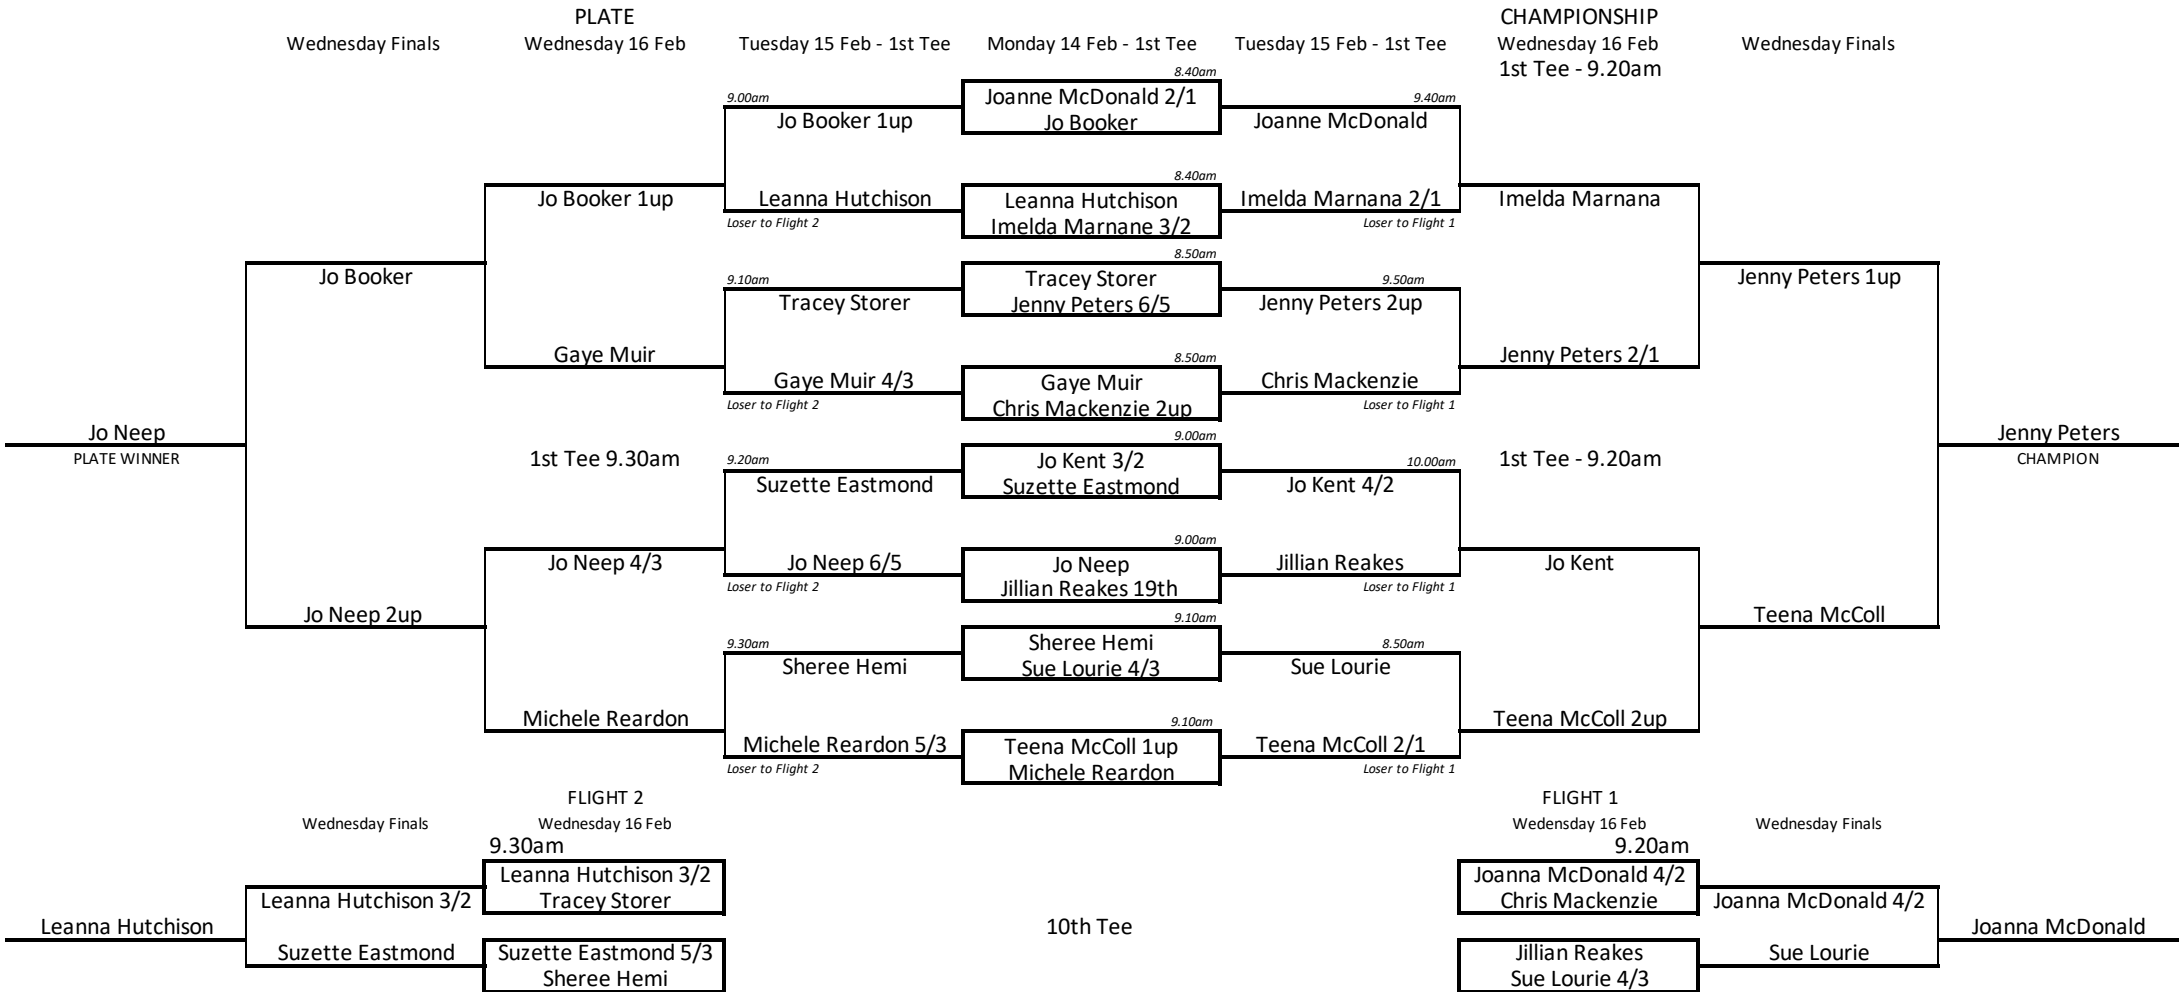 PLATE
CHAMPIONSHIP
Wednesday Finals
Wednesday 16 Feb
Tuesday 15 Feb - 1st Tee
Monday 14 Feb - 1st Tee
Tuesday 15 Feb - 1st Tee
Wednesday 16 Feb
Wednesday Finals
1st Tee - 9.20am
8.40am
9.00am
Joanne McDonald 2/1
9.40am
Jo Booker 1up
Jo Booker
Joanne McDonald
8.40am
Jo Booker 1up
Leanna Hutchison
Leanna Hutchison
Imelda Marnana 2/1
Imelda Marnana
Loser to Flight 2
Imelda Marnane 3/2
Loser to Flight 1
8.50am
Jo Booker
9.10am
Tracey Storer
9.50am
Jenny Peters 1up
Tracey Storer
Jenny Peters 6/5
Jenny Peters 2up
8.50am
Gaye Muir
Jenny Peters 2/1
Gaye Muir 4/3
Gaye Muir
Chris Mackenzie
Loser to Flight 2
Chris Mackenzie 2up
Loser to Flight 1
Jo Neep
9.00am
Jenny Peters
PLATE WINNER
1st Tee 9.30am
9.20am
Jo Kent 3/2
10.00am
1st Tee - 9.20am
CHAMPION
Suzette Eastmond
Suzette Eastmond
Jo Kent 4/2
9.00am
Jo Neep 4/3
Jo Neep 6/5
Jo Neep
Jillian Reakes
Jo Kent
Loser to Flight 2
Jillian Reakes 19th
Loser to Flight 1
Jo Neep 2up
9.10am
Teena McColl
9.30am
Sheree Hemi
8.50am
Sheree Hemi
Sue Lourie 4/3
Sue Lourie
Michele Reardon
9.10am
Teena McColl 2up
Michele Reardon 5/3
Teena McColl 1up
Teena McColl 2/1
Loser to Flight 2
Michele Reardon
Loser to Flight 1
FLIGHT 2
FLIGHT 1
Wednesday Finals
Wednesday 16 Feb
Wedensday 16 Feb
Wednesday Finals
9.30am
9.20am
Leanna Hutchison 3/2
Joanna McDonald 4/2
Leanna Hutchison 3/2
Tracey Storer
Chris Mackenzie
Joanna McDonald 4/2
Leanna Hutchison
10th Tee
Joanna McDonald
Suzette Eastmond
Suzette Eastmond 5/3
Jillian Reakes
Sue Lourie
Sheree Hemi
Sue Lourie 4/3